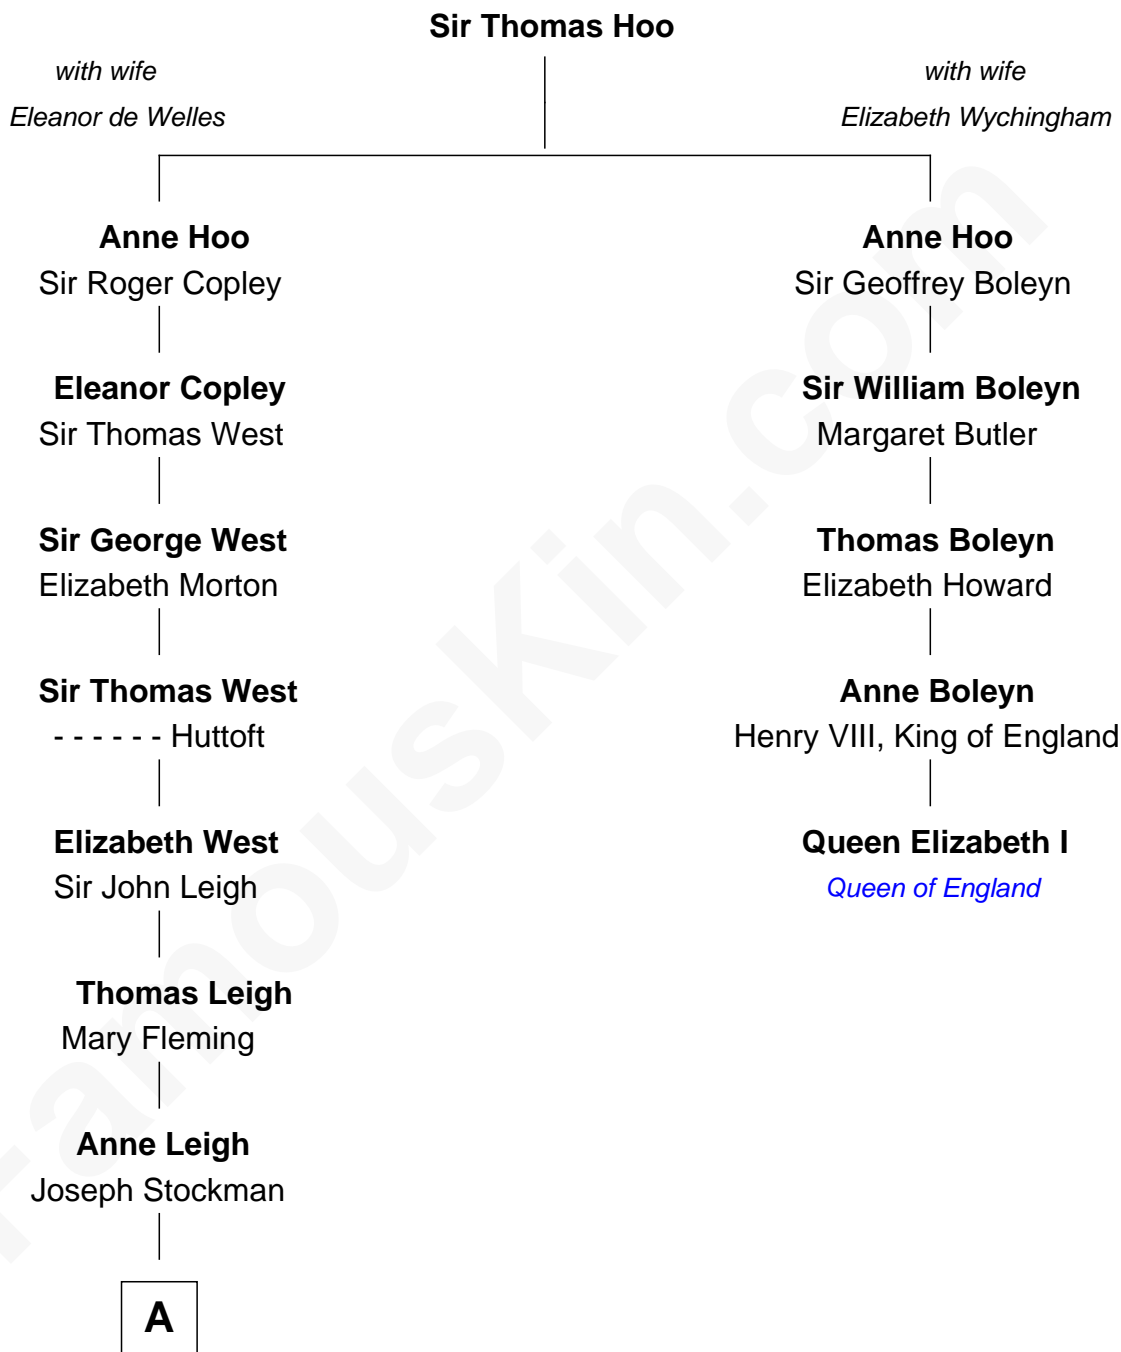 Sir Thomas Hoo
with wife
Eleanor de Welles
with wife
Elizabeth Wychingham
Anne Hoo
Sir Roger Copley
Anne Hoo
Sir Geoffrey Boleyn
Eleanor Copley
Sir Thomas West
Sir William Boleyn
Margaret Butler
Sir George West
Elizabeth Morton
Thomas Boleyn
Elizabeth Howard
Sir Thomas West
- - - - - - Huttoft
Anne Boleyn
Henry VIII, King of England
Elizabeth West
Sir John Leigh
Queen Elizabeth I
Queen of England
Thomas Leigh
Mary Fleming
Anne Leigh
Joseph Stockman
A
FamousKin.com